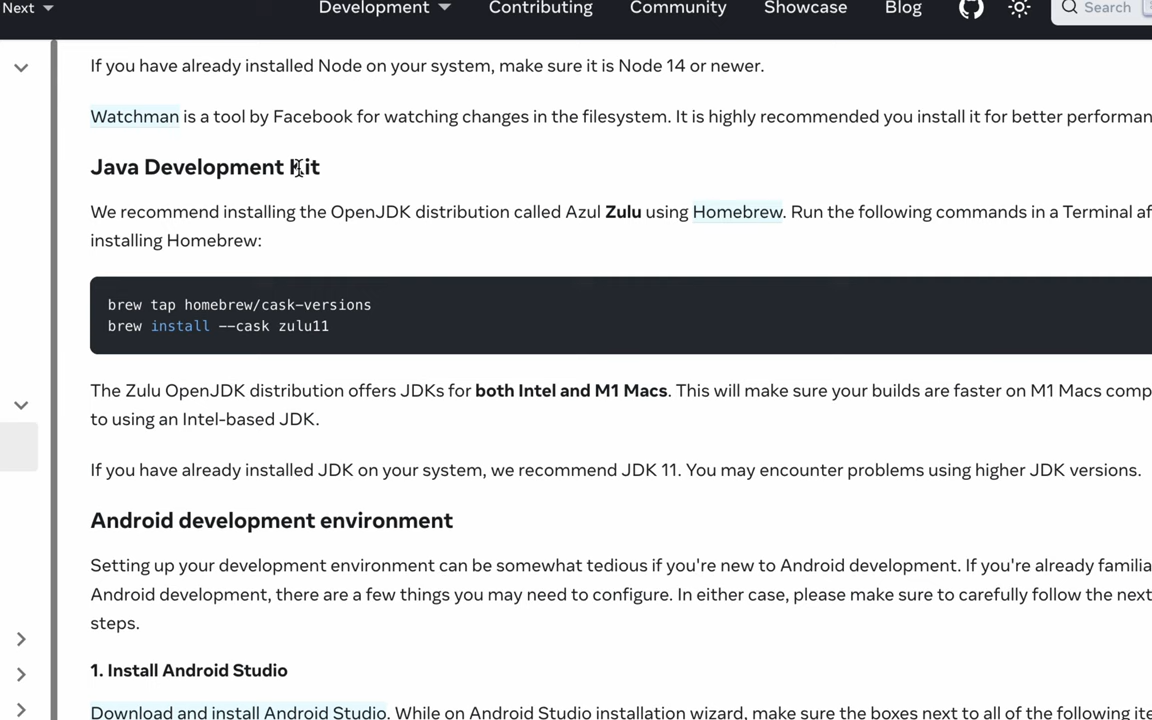 Next Development Contributing Community Showcase Blog Search
If you have already installed Node on your system, make sure it is Node 14 or newer.
Watchman is a tool by Facebook for watching changes in the filesystem. It is highly recommended you install it for better
Java Development Kit
We recommend installing the OpenJDK distribution called Azul Zulu using Homebrew. Run the following commands in a Terminal
installing Homebrew:
brew tap homebrew/cask-versions
brew install --cask zulu11
The Zulu OpenJDK distribution offers JDKs for both Intel and M1 Macs. This will make sure your builds are faster on M1 Macs
to using an Intel-based JDK.
If you have already installed JDK on your system, we recommend JDK 11. You may encounter problems using higher JDK versions.
Android development environment
Setting up your development environment can be somewhat tedious if you're new to Android development. If you're already
Android development, there are a few things you may need to configure. In either case, please make sure to carefully follow the next
steps.
1. Install Android Studio
Download and install Android Studio. While on Android Studio installation wizard, make sure the boxes next to all of the following